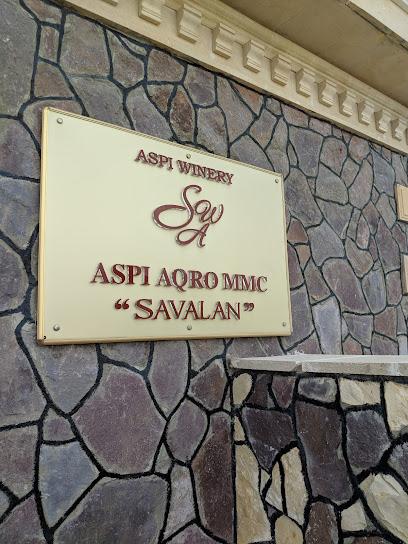 ASPI WINERY
SWA
ASPI AQRO MMC
“SAVALAN”